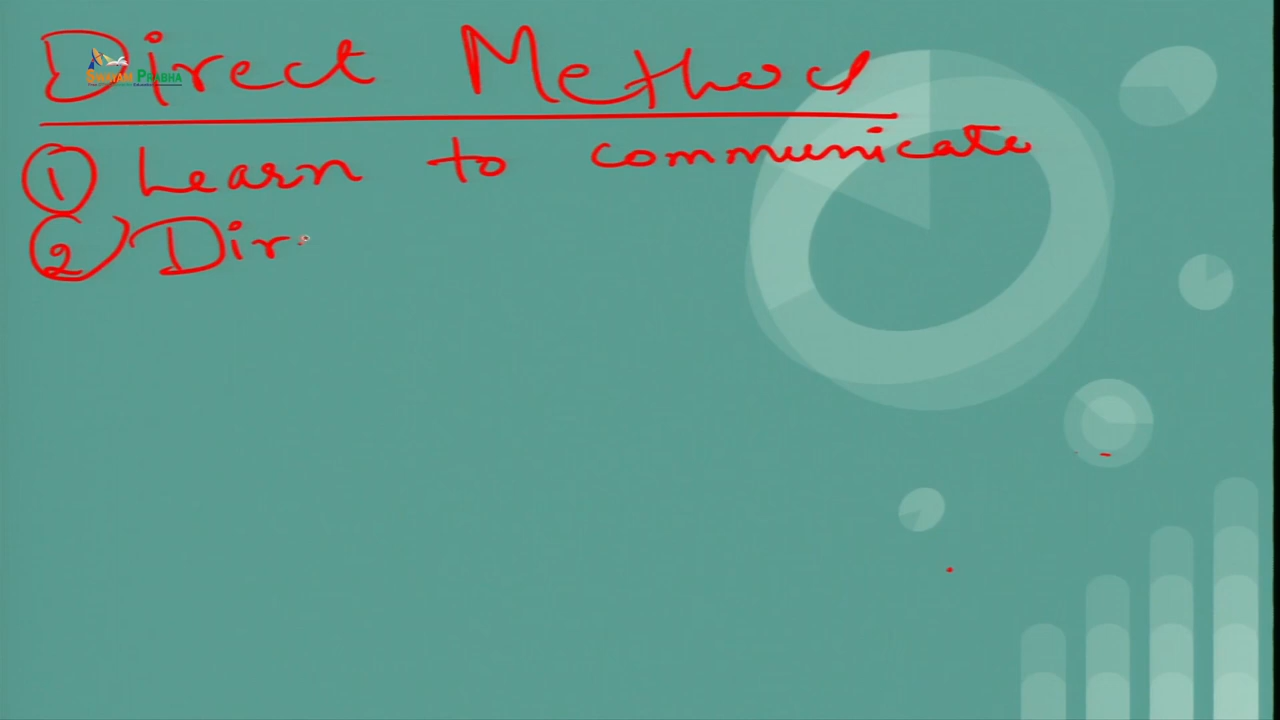 Direct Method
SWAYAM PRABHA
① Learn to communicate
② Dir